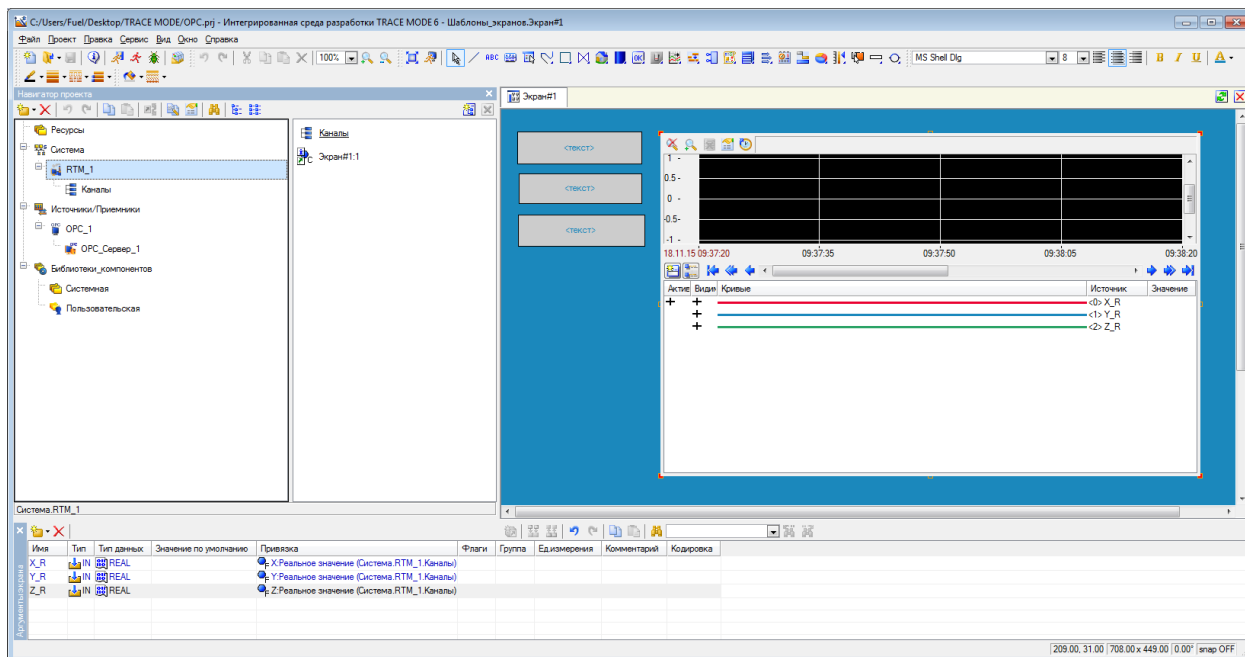 C:/Users/Fuel/Desktop/TRACE MODE/OPC.prj - Интегрированная среда разработки TRACE MODE 6 - Шаблоны_экранов.Экран#1
Файл Проект Правка Сервис Вид Окно Справка
100% ABC OK MS Shell Dlg 8 B I U A
Навигатор проекта
Экран#1
Ресурсы
Система
RTM_1
Каналы
Источники/Приемники
OPC_1
OPC_Сервер_1
Библиотеки_компонентов
Системная
Пользовательская
Каналы
Экран#1:1
<текст>
<текст>
<текст>
1
0.5
0
-0.5
-1
18.11.15 09:37:20 09:37:35 09:37:50 09:38:05 09:38:20
Актив Видим Кривые Источник Значение
<0> X_R
<1> Y_R
<2> Z_R
Система.RTM_1
Имя Тип Тип данных Значение по умолчанию Привязка Флаги Группа Ед.измерения Комментарий Кодировка
X_R IN REAL X:Реальное значение (Система.RTM_1.Каналы)
Y_R IN REAL Y:Реальное значение (Система.RTM_1.Каналы)
Z_R IN REAL Z:Реальное значение (Система.RTM_1.Каналы)
Аргументы экрана
209.00, 31.00 708.00 x 449.00 0.00° snap OFF